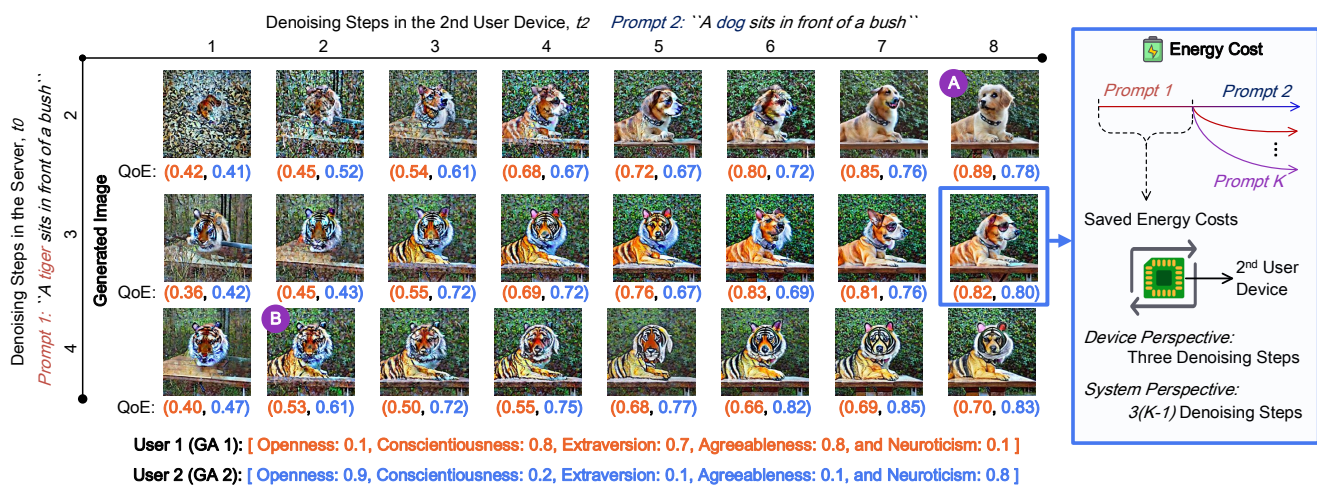 Denoising Steps in the 2nd User Device, t2 Prompt 2: ``A dog sits in front of a bush``
1 2 3 4 5 6 7 8
Denoising Steps in the Server, t0
Prompt 1: ``A tiger sits in front of a bush``
Generated Image
2
A
QoE: (0.42, 0.41) (0.45, 0.52) (0.54, 0.61) (0.68, 0.67) (0.72, 0.67) (0.80, 0.72) (0.85, 0.76) (0.89, 0.78)
3
QoE: (0.36, 0.42) (0.45, 0.43) (0.55, 0.72) (0.69, 0.72) (0.76, 0.67) (0.83, 0.69) (0.81, 0.76) (0.82, 0.80)
4
B
QoE: (0.40, 0.47) (0.53, 0.61) (0.50, 0.72) (0.55, 0.75) (0.68, 0.77) (0.66, 0.82) (0.69, 0.85) (0.70, 0.83)
User 1 (GA 1): [ Openness: 0.1, Conscientiousness: 0.8, Extraversion: 0.7, Agreeableness: 0.8, and Neuroticism: 0.1 ]
User 2 (GA 2): [ Openness: 0.9, Conscientiousness: 0.2, Extraversion: 0.1, Agreeableness: 0.1, and Neuroticism: 0.8 ]
Energy Cost
Prompt 1 Prompt 2
...
Prompt K
Saved Energy Costs
2nd User
Device
Device Perspective:
Three Denoising Steps
System Perspective:
3(K-1) Denoising Steps